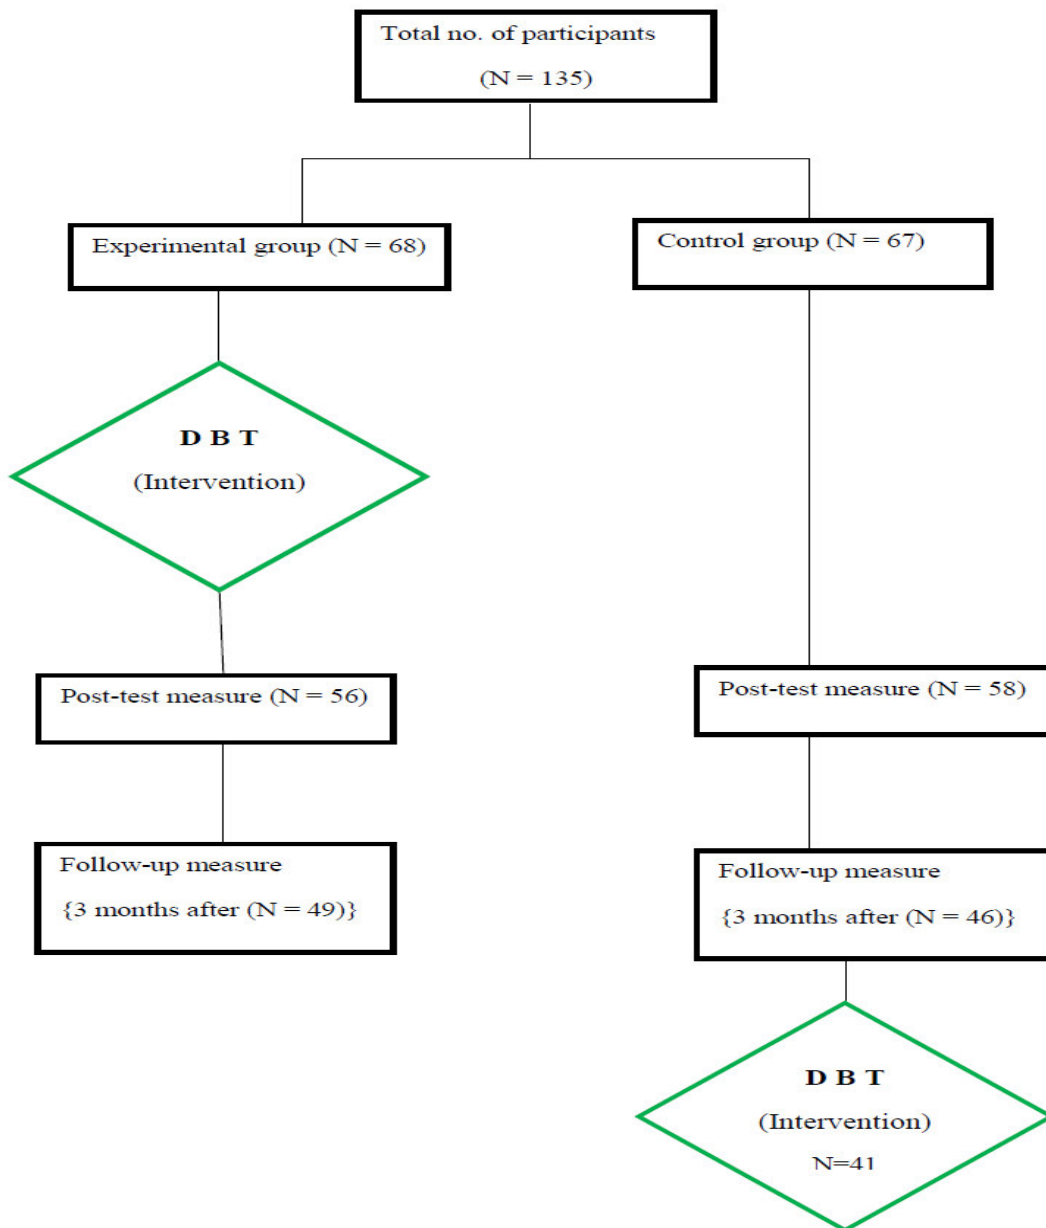 Total no. of participants
(N = 135)
Experimental group (N = 68)
Control group (N = 67)
D B T
(Intervention)
Post-test measure (N = 56)
Post-test measure (N = 58)
Follow-up measure
{3 months after (N = 49)}
Follow-up measure
{3 months after (N = 46)}
D B T
(Intervention)
N=41